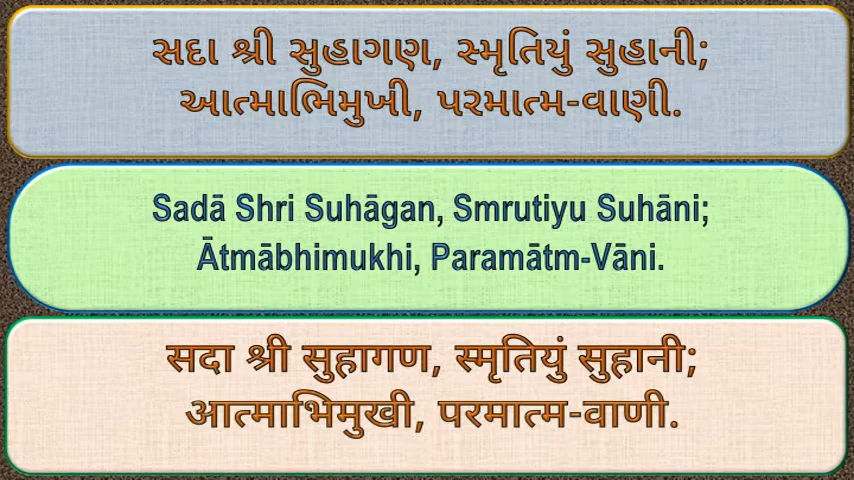 સદા શ્રી સુહાગણ, સ્મૃતિયું સુહાની;
આત્માભિમુખી, પરમાત્મ-વાણી.
Sadā Shri Suhāgan, Smrutiyu Suhāni;
Ātmābhimukhi, Paramātm-Vāni.
सदा श्री सुहागण, स्मृतियुं सुहानी;
आत्माभिमुखी, परमात्म-वाणी.